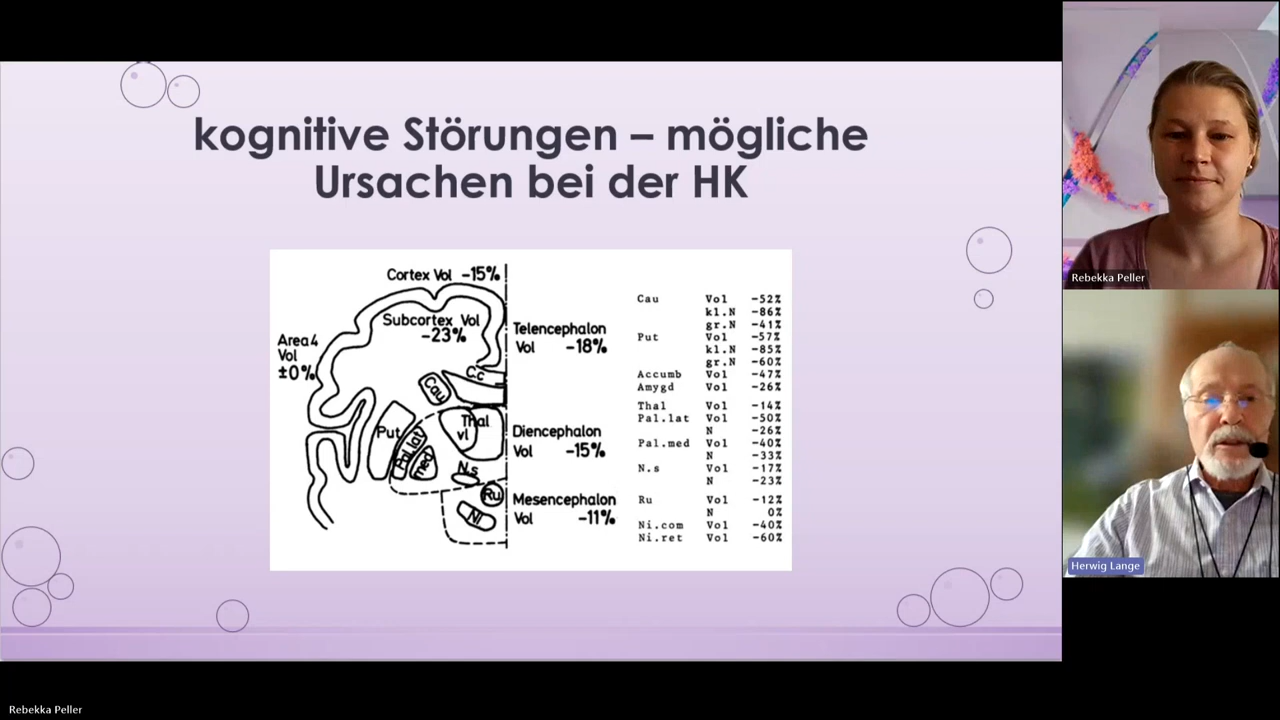 kognitive Störungen – mögliche
Ursachen bei der HK
Cortex Vol -15%
Subcortex Vol
-23%
Area 4
Vol
±0%
Telencephalon
Vol -18%
C.c
Cau
Put
Pal.lat
med
Thal
vl
N.s
Ru
Ni
Diencephalon
Vol -15%
Mesencephalon
Vol -11%
Cau Vol -52%
kl.N -86%
gr.N -41%
Put Vol -57%
kl.N -85%
gr.N -60%
Accumb Vol -47%
Amygd Vol -26%
Thal Vol -14%
Pal.lat Vol -50%
N -26%
Pal.med Vol -40%
N -33%
N.s Vol -17%
N -23%
Ru Vol -12%
N 0%
Ni.com Vol -40%
Ni.ret Vol -60%
Rebekka Peller
Herwig Lange
Rebekka Peller